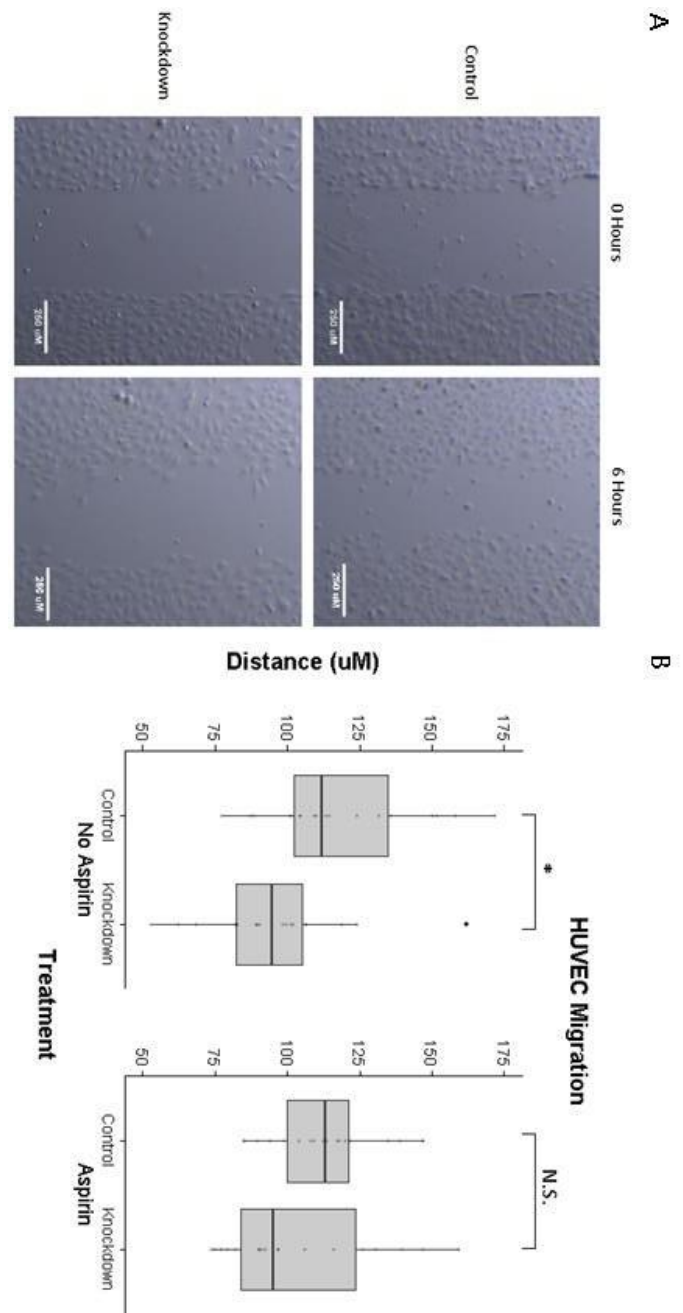 A
0 Hours 6 Hours
Control
250 uM 250 uM
Knockdown
250 uM 250 uM
B
HUVEC Migration
* N.S.
175 175
150 150
125 125
100 100
75 75
50 50
Distance (uM)
Control Knockdown Control Knockdown
No Aspirin Aspirin
Treatment